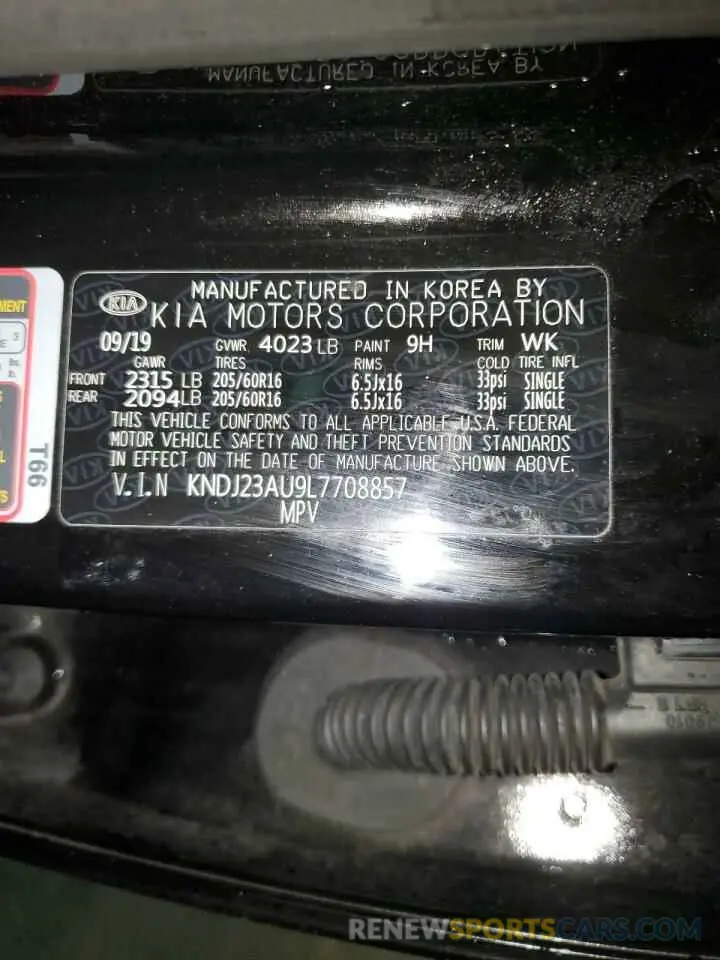 MANUFACTURED IN KOREA BY
MENT
T66
KIA
MANUFACTURED IN KOREA BY
KIA MOTORS CORPORATION
09/19 GVWR 4023 LB PAINT 9H TRIM WK
GAWR TIRES RIMS COLD TIRE INFL
FRONT 2315 LB 205/60R16 6.5Jx16 33psi SINGLE
REAR 2094LB 205/60R16 6.5Jx16 33psi SINGLE
THIS VEHICLE CONFORMS TO ALL APPLICABLE U.S.A. FEDERAL
MOTOR VEHICLE SAFETY AND THEFT PREVENTION STANDARDS
IN EFFECT ON THE DATE OF MANUFACTURE SHOWN ABOVE.
V.I.N KNDJ23AU9L7708857
MPV
RENEWSPORTSCARS.COM